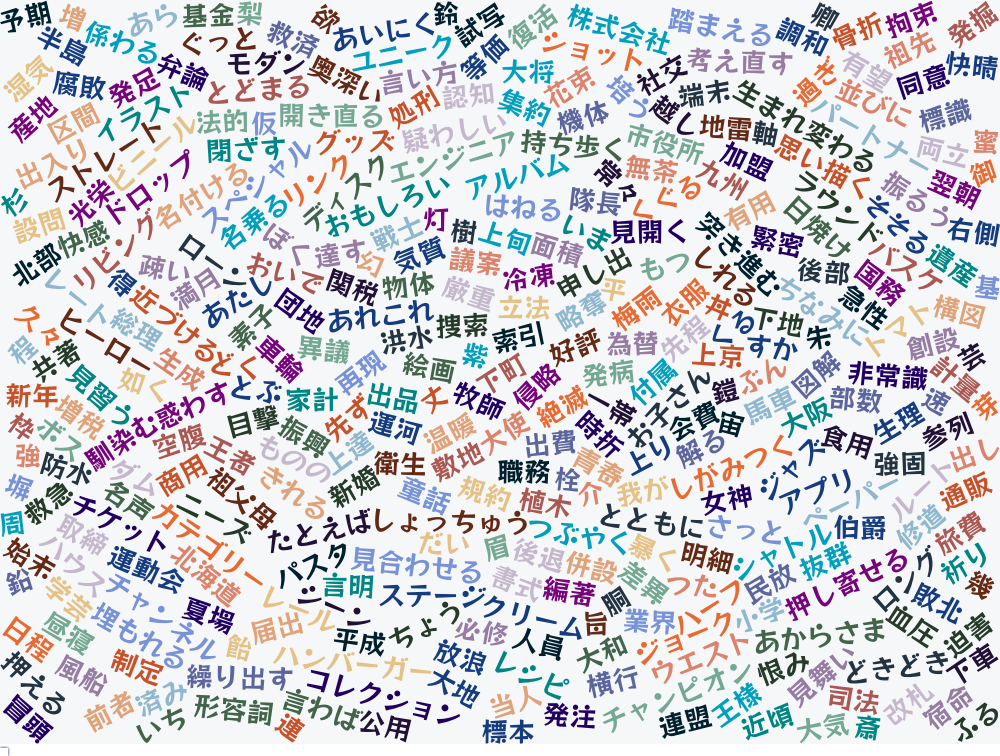 予期
増
あら
基金
梨
欲
鈴
試写
復活
株式会社
踏まえる
卿
骨折
拘束
発掘
半島
係わる
ぐっと
救済
あいにく
ユニーク
等価
ショット
調和
祖先
快晴
湿気
腐敗
発足
弁論
モダン
奥深い
言い方
大将
花束
培う
社交
考え直す
有望
同意
産地
区間
イラスト
とどまる
処刑
認知
集約
機体
越し
端末
生まれ変わる
過ぎ
並びに
標識
出入り
ストレート
ビニール
法的
仮
開き直る
グッズ
疑わしい
持ち歩く
市役所
地雷
軸
パートナー
両立
蜜
杉
光栄
ドロップ
閉ざす
スペシャル
リンク
ディスク
エンジニア
アルバム
常々
無茶
加盟
思い描く
振るう
翌朝
御
設問
名付ける
名乗る
おもしろい
はねる
隊長
くぐる
九州
有用
ラウンド
日焼け
そそる
右側
北部
快感
リビング
ローン
ぼく
達す
戦士
灯
樹
上旬
面積
いま
見開く
突き進む
緊密
バスケ
遺産
基
疎い
満月
おいで
幻
気質
議案
冷凍
申し出
もつ
しれる
後部
国務
クート
得
近づける
あたし
関税
物体
厳重
立法
略奪
平
梅雨
衣服
丼
ちなみに
急性
マト
構図
クタ
ヒーロー
総理
素子
団地
あれこれ
洪水
捜索
索引
好評
為替
先程
くる
すか
下地
朱
創設
程
共著
生成
どく
車輪
異議
再現
絵画
紫
下町
侵略
発病
付属
上京
ぶん
図解
非常識
計量
芸
新年
見習う
如く
惑わす
とぶ
家計
出品
丈
牧師
絶滅
一帯
お子さん
鎧
馬車
部数
速
芽
枠
増税
ボス
馴染む
目撃
振興
先ず
運河
温暖
大使
時折
上り
会費
宙
大阪
生理
参列
強
防水
空腹
王者
ものの
上達
衛生
敷地
出費
青春
解る
ジャズ
食用
強固
出し
塀
救急
ダム
商用
祖父母
きれる
新婚
童話
規約
職務
栓
植木
介
我が
しがみつく
女神
アプリ
ペーパー
ルート
通販
周
名声
チケット
カテゴリー
ニーズ
たとえば
しょっちゅう
つぶやく
とともに
さっと
伯爵
修道
旅費
始末
取締
運動会
北海道
パスタ
見合わせる
だい
眉
後退
併設
暴く
明細
シャトル
抜群
祈り
鉛
ハウス
チャンネル
夏場
レール
ジーン
言明
ステージ
クリーム
書式
編著
差異
つた
ハーフ
民放
押し寄せる
ング
幾
学芸
昼寝
埋もれる
飴
届出
平成
ちょう
必修
人員
旨
胴
業界
小学
口
血圧
敗北
迫害
日程
風船
制定
繰り出す
ハンバーガー
放浪
レシピ
大和
ジョニク
ウエスト
あからさま
恨み
どきどき
下車
押える
前者
済み
コレクション
大地
当人
横行
チャンピオン
見舞い
司法
改札
宿命
冒頭
いち
形容詞
連
言わば
公用
標本
発注
連盟
王様
近頃
大気
斎
ふる